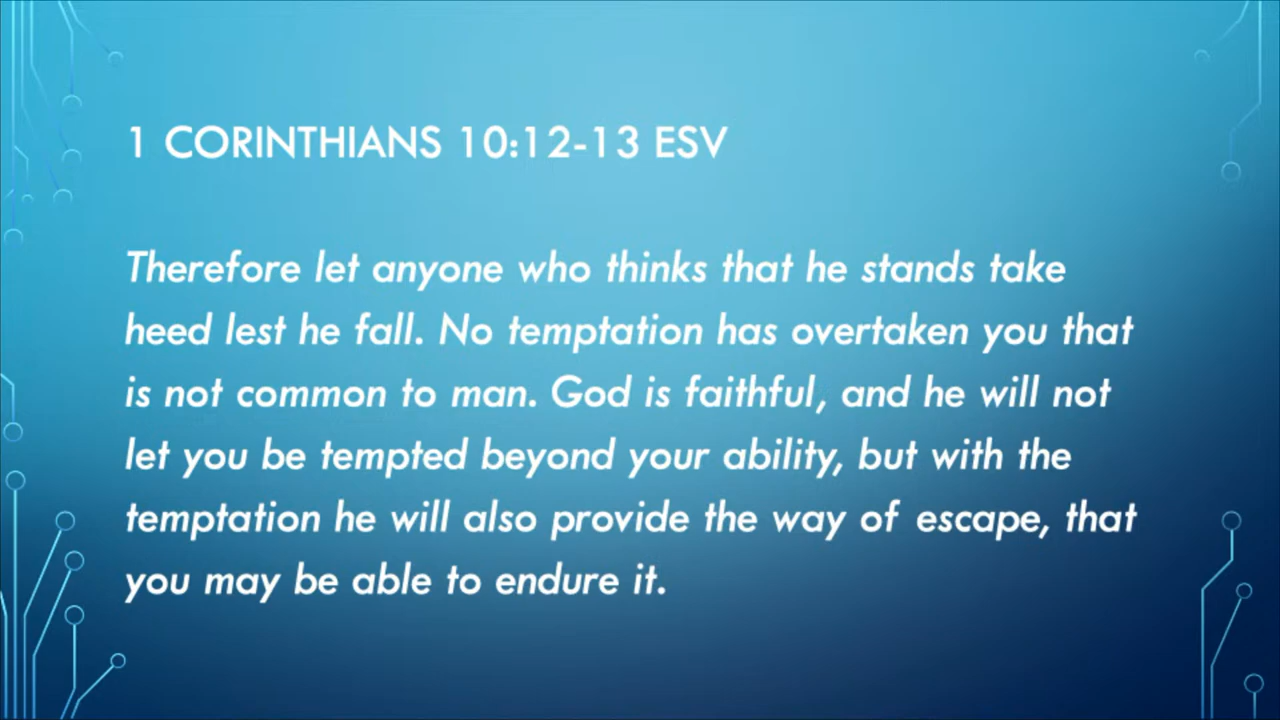 1 CORINTHIANS 10:12-13 ESV
Therefore let anyone who thinks that he stands take
heed lest he fall. No temptation has overtaken you that
is not common to man. God is faithful, and he will not
let you be tempted beyond your ability, but with the
temptation he will also provide the way of escape, that
you may be able to endure it.